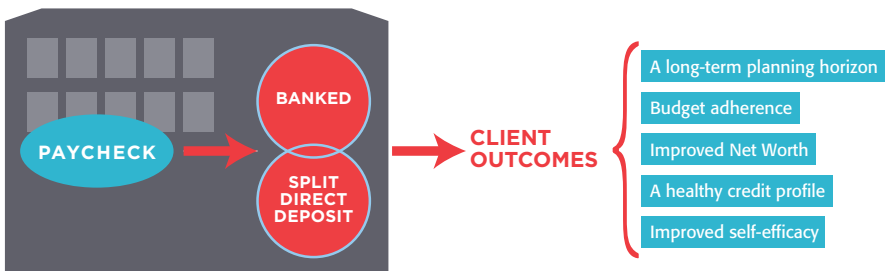 PAYCHECK
BANKED
SPLIT
DIRECT
DEPOSIT
CLIENT
OUTCOMES
A long-term planning horizon
Budget adherence
Improved Net Worth
A healthy credit profile
Improved self-efficacy